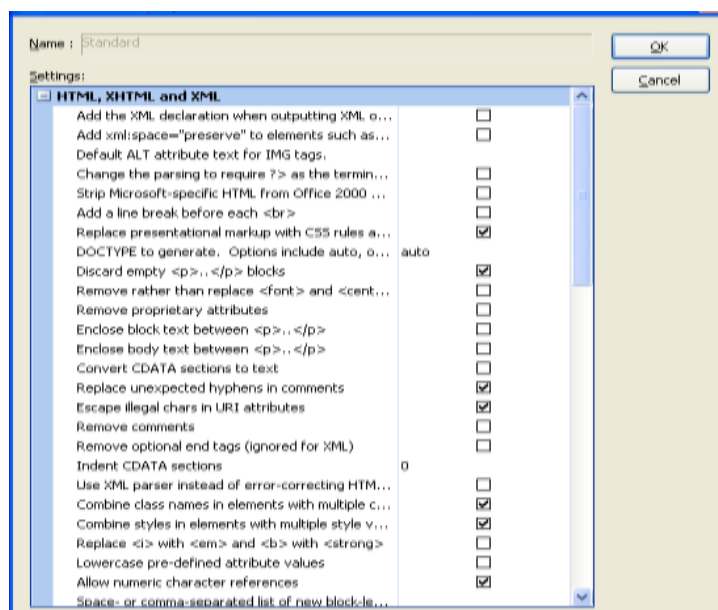 Name : Standard
OK
Settings:
Cancel
HTML, XHTML and XML
Add the XML declaration when outputting XML o...
Add xml:space="preserve" to elements such as...
Default ALT attribute text for IMG tags.
Change the parsing to require ?> as the termin...
Strip Microsoft-specific HTML from Office 2000 ...
Add a line break before each <br>
Replace presentational markup with CSS rules a...
DOCTYPE to generate. Options include auto, o... auto
Discard empty <p>..</p> blocks
Remove rather than replace <font> and <cent...
Remove proprietary attributes
Enclose block text between <p>..</p>
Enclose body text between <p>..</p>
Convert CDATA sections to text
Replace unexpected hyphens in comments
Escape illegal chars in URI attributes
Remove comments
Remove optional end tags (ignored for XML)
Indent CDATA sections 0
Use XML parser instead of error-correcting HTM...
Combine class names in elements with multiple c...
Combine styles in elements with multiple style v...
Replace <i> with <em> and <b> with <strong>
Lowercase pre-defined attribute values
Allow numeric character references
Space- or comma-separated list of new block-le...